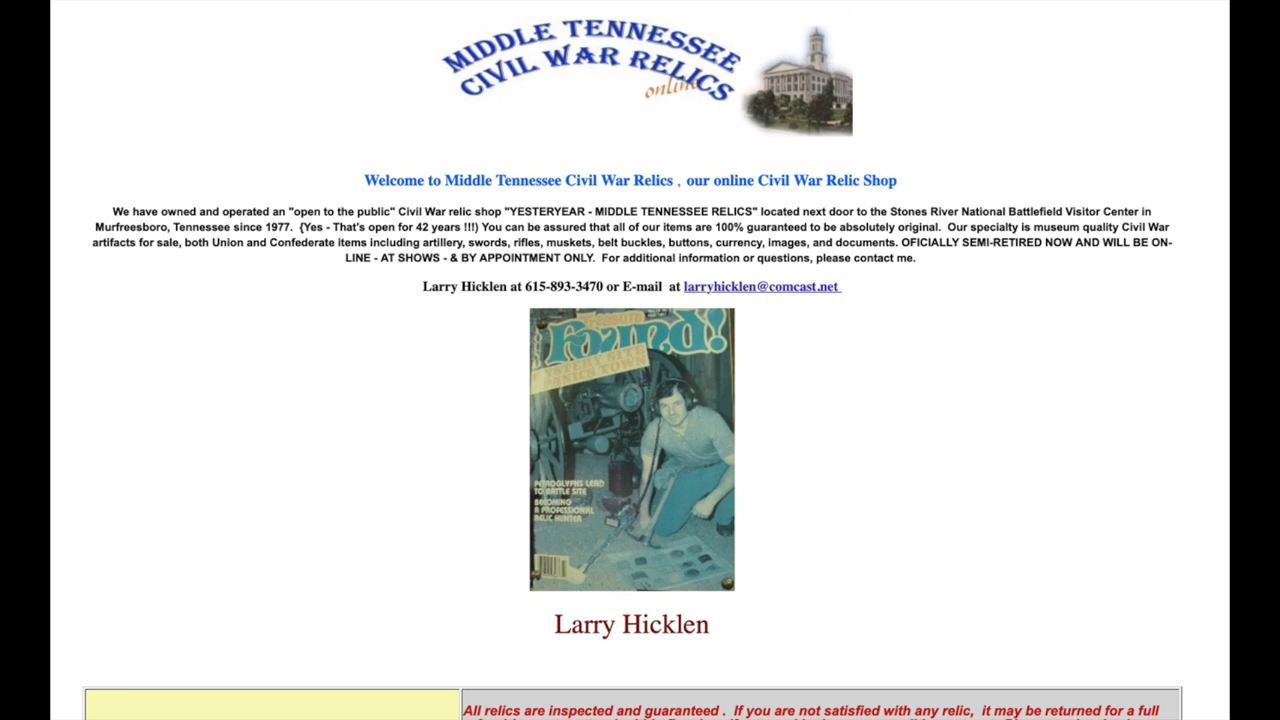 MIDDLE TENNESSEE
CIVIL WAR RELICS
online
Welcome to Middle Tennessee Civil War Relics , our online Civil War Relic Shop
We have owned and operated an "open to the public" Civil War relic shop "YESTERYEAR - MIDDLE TENNESSEE RELICS" located next door to the Stones River National Battlefield Visitor Center in
Murfreesboro, Tennessee since 1977. {Yes - That's open for 42 years !!!) You can be assured that all of our items are 100% guaranteed to be absolutely original. Our specialty is museum quality Civil War
artifacts for sale, both Union and Confederate items including artillery, swords, rifles, muskets, belt buckles, buttons, currency, images, and documents. OFICIALLY SEMI-RETIRED NOW AND WILL BE ON-
LINE - AT SHOWS - & BY APPOINTMENT ONLY. For additional information or questions, please contact me.
Larry Hicklen at 615-893-3470 or E-mail at larryhicklen@comcast.net
Treasure
Found!
PANICS TOWN
PETROGLYPHS LEAD
TO BATTLE SITE
BECOMING
A PROFESSIONAL
RELIC HUNTER
Larry Hicklen
All relics are inspected and guaranteed . If you are not satisfied with any relic, it may be returned for a full